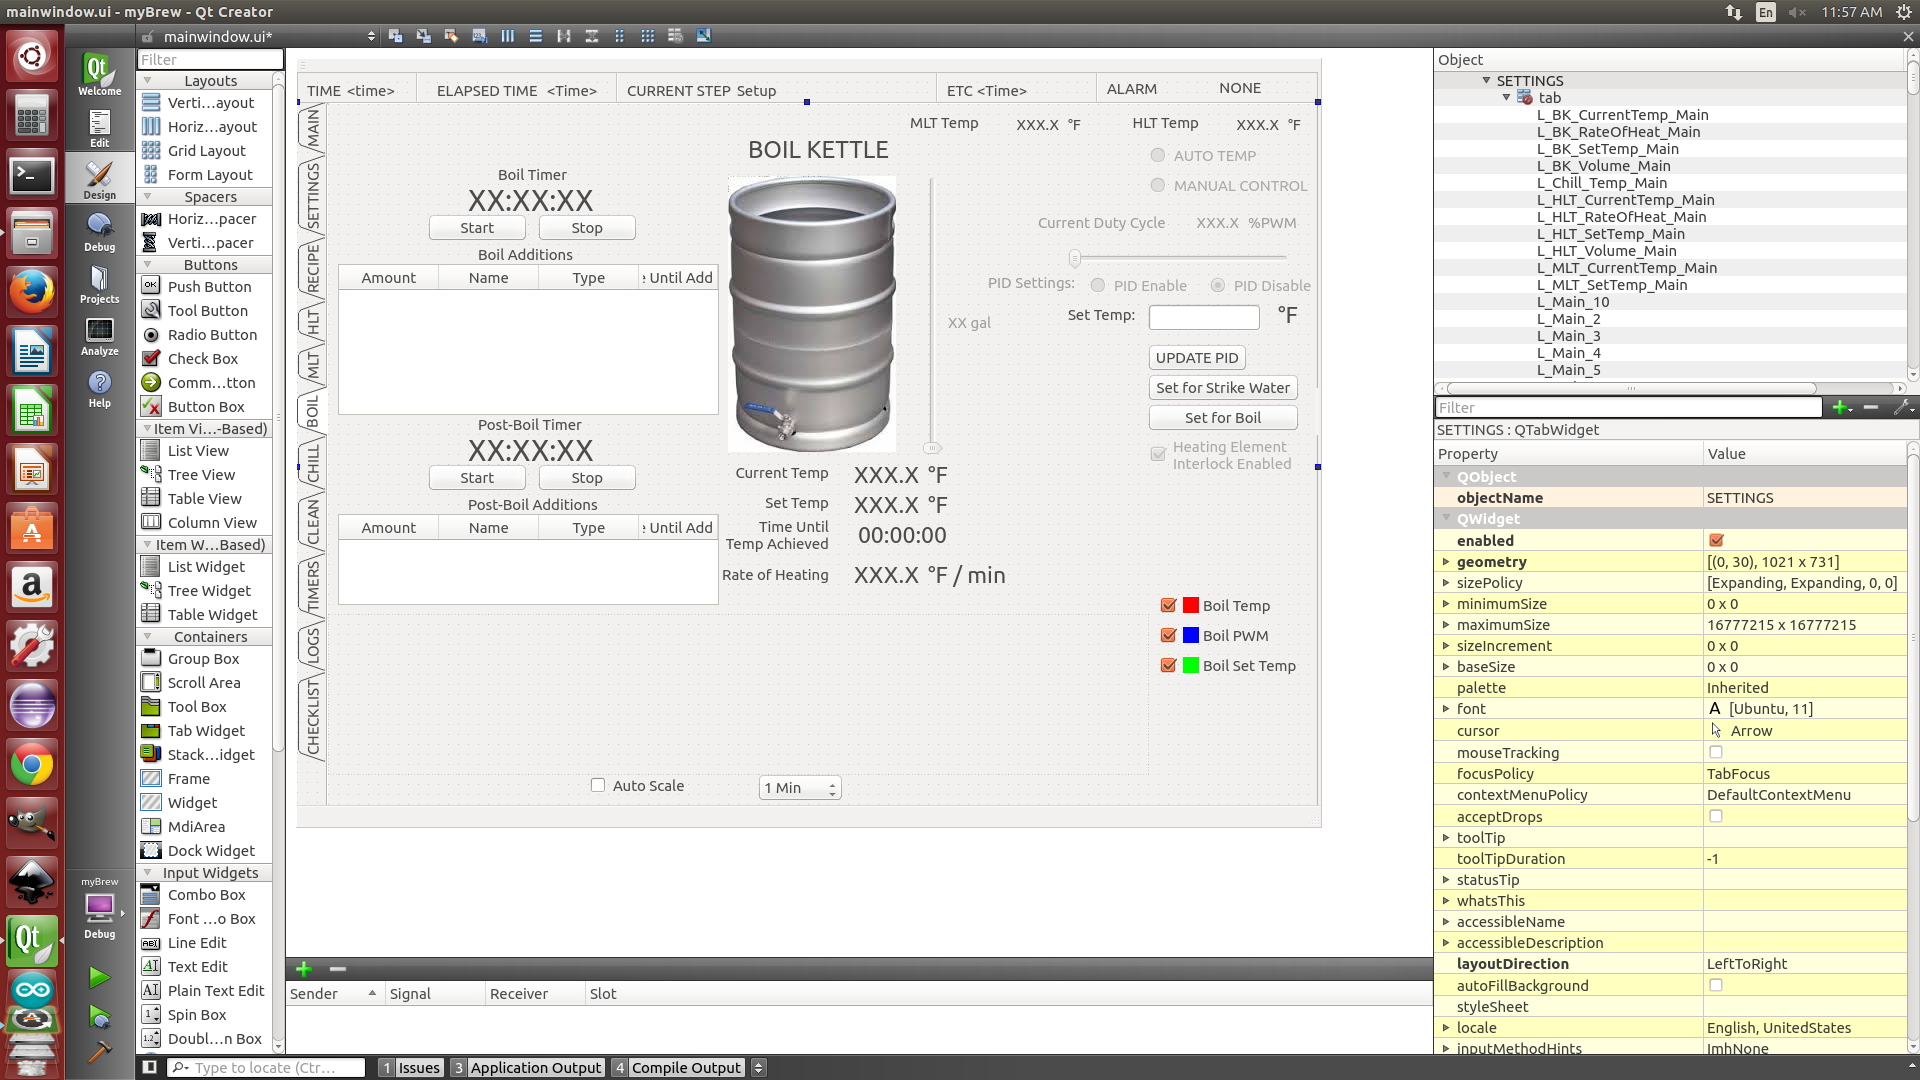 mainwindow.ui - myBrew - Qt Creator
En
11:57 AM
mainwindow.ui*
Welcome
Edit
Design
Debug
Projects
Analyze
Help
myBrew
Debug
Filter
Layouts
Verti...ayout
Horiz...ayout
Grid Layout
Form Layout
Spacers
Horiz...pacer
Verti...pacer
Buttons
Push Button
Tool Button
Radio Button
Check Box
Comm...tton
Button Box
Item Vi...-Based)
List View
Tree View
Table View
Column View
Item W...Based)
List Widget
Tree Widget
Table Widget
Containers
Group Box
Scroll Area
Tool Box
Tab Widget
Stack...idget
Frame
Widget
MdiArea
Dock Widget
Input Widgets
Combo Box
Font ...o Box
Line Edit
Text Edit
Plain Text Edit
Spin Box
Doubl...n Box
TIME <time>
ELAPSED TIME <Time>
CURRENT STEP Setup
ETC <Time>
ALARM
NONE
MAIN
SETTINGS
RECIPE
HLT
MLT
BOIL
CHILL
CLEAN
TIMERS
LOGS
CHECKLIST
MLT Temp XXX.X °F
HLT Temp XXX.X °F
BOIL KETTLE
Boil Timer
XX:XX:XX
Start
Stop
Boil Additions
Amount
Name
Type
Until Add
Post-Boil Timer
XX:XX:XX
Start
Stop
Post-Boil Additions
Amount
Name
Type
Until Add
AUTO TEMP
MANUAL CONTROL
Current Duty Cycle XXX.X %PWM
PID Settings: PID Enable PID Disable
XX gal
Set Temp: °F
UPDATE PID
Set for Strike Water
Set for Boil
Heating Element
Interlock Enabled
Current Temp XXX.X °F
Set Temp XXX.X °F
Time Until
Temp Achieved 00:00:00
Rate of Heating XXX.X °F / min
Boil Temp
Boil PWM
Boil Set Temp
Auto Scale
1 Min
Sender
Signal
Receiver
Slot
Object
SETTINGS
tab
L_BK_CurrentTemp_Main
L_BK_RateOfHeat_Main
L_BK_SetTemp_Main
L_BK_Volume_Main
L_Chill_Temp_Main
L_HLT_CurrentTemp_Main
L_HLT_RateOfHeat_Main
L_HLT_SetTemp_Main
L_HLT_Volume_Main
L_MLT_CurrentTemp_Main
L_MLT_SetTemp_Main
L_Main_10
L_Main_2
L_Main_3
L_Main_4
L_Main_5
Filter
SETTINGS : QTabWidget
Property Value
QObject
objectName SETTINGS
QWidget
enabled
geometry [(0, 30), 1021 x 731]
sizePolicy [Expanding, Expanding, 0, 0]
minimumSize 0 x 0
maximumSize 16777215 x 16777215
sizeIncrement 0 x 0
baseSize 0 x 0
palette Inherited
font A [Ubuntu, 11]
cursor Arrow
mouseTracking
focusPolicy TabFocus
contextMenuPolicy DefaultContextMenu
acceptDrops
toolTip
toolTipDuration -1
statusTip
whatsThis
accessibleName
accessibleDescription
layoutDirection LeftToRight
autoFillBackground
styleSheet
locale English, UnitedStates
inputMethodHints ImhNone
Type to locate (Ctr...
1 Issues
3 Application Output
4 Compile Output